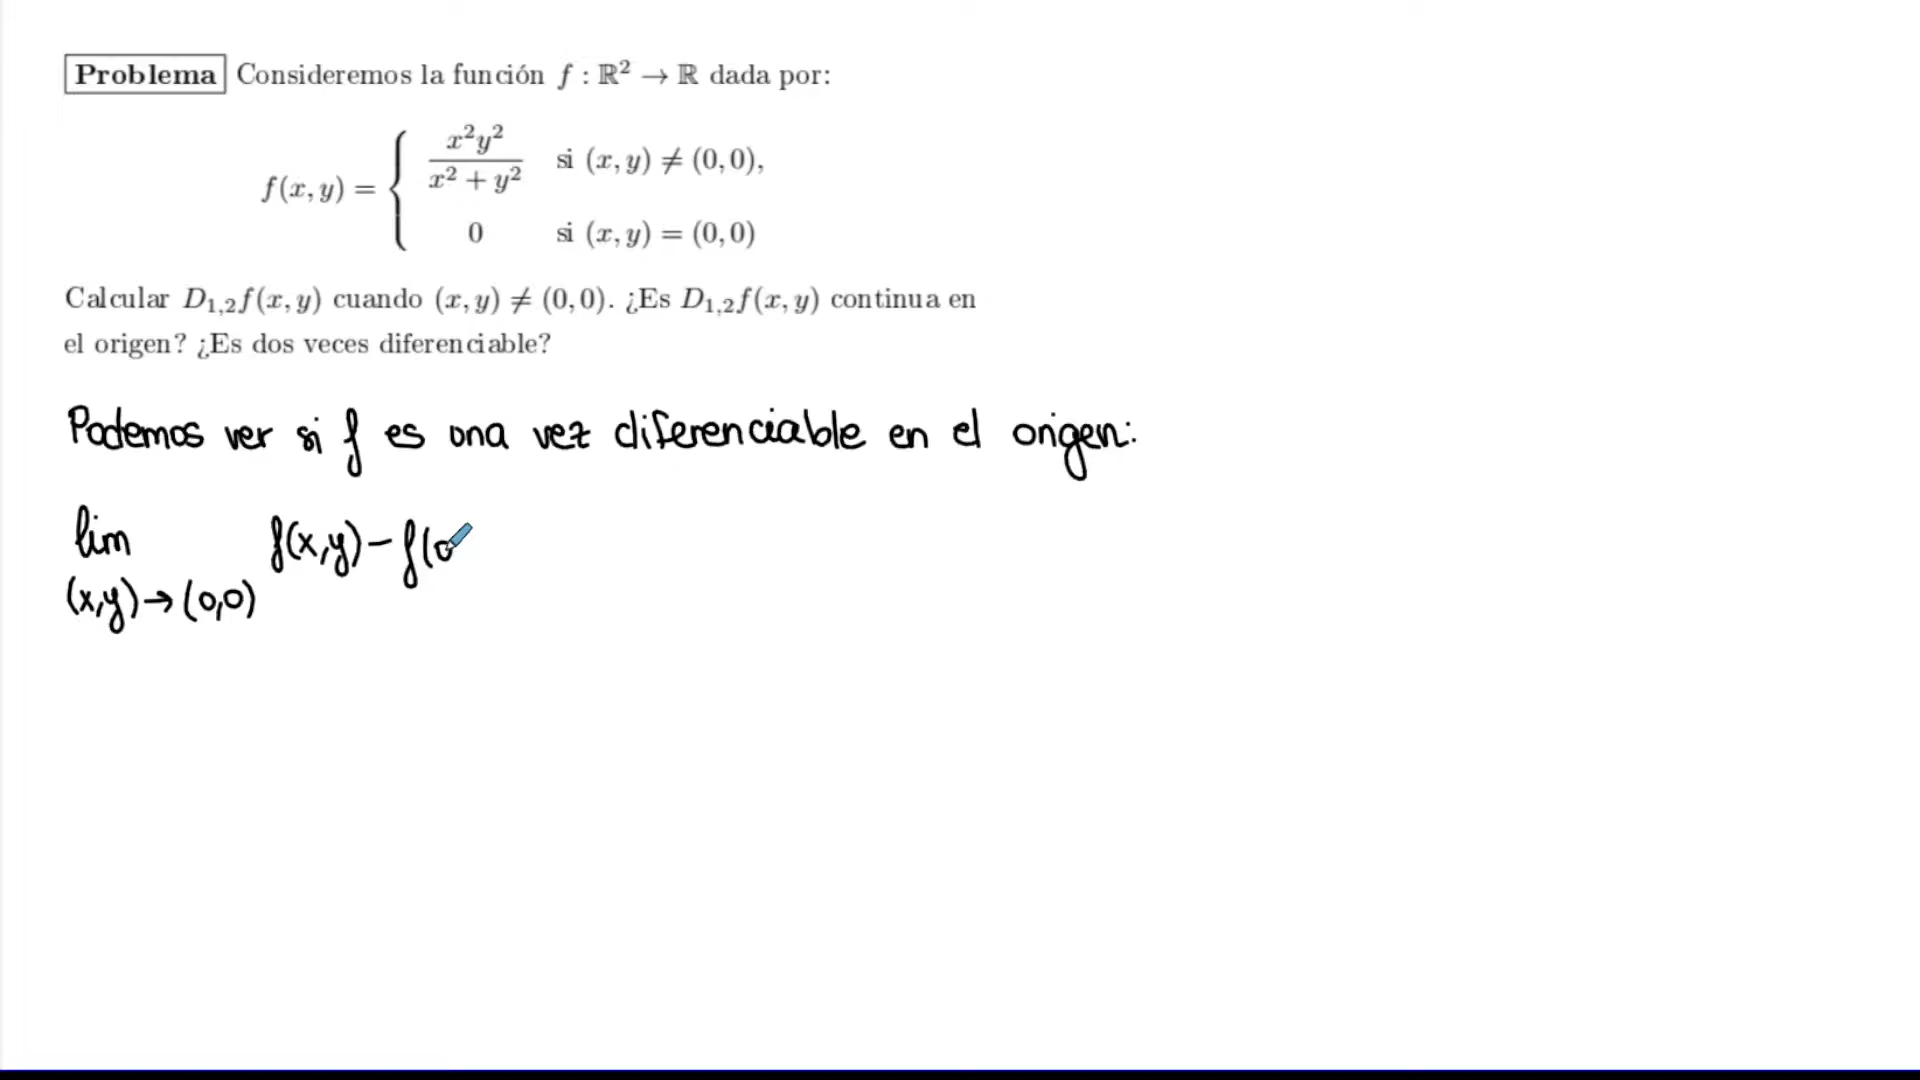 Problema Consideremos la función f : ℝ² → ℝ dada por:
f(x, y) = { x²y² / x² + y² si (x, y) ≠ (0, 0),
0 si (x, y) = (0, 0)
Calcular D₁,₂f(x, y) cuando (x, y) ≠ (0, 0). ¿Es D₁,₂f(x, y) continua en
el origen? ¿Es dos veces diferenciable?
Podemos ver si f es una vez diferenciable en el origen:
lim f(x,y) - f(0
(x,y) → (0,0)